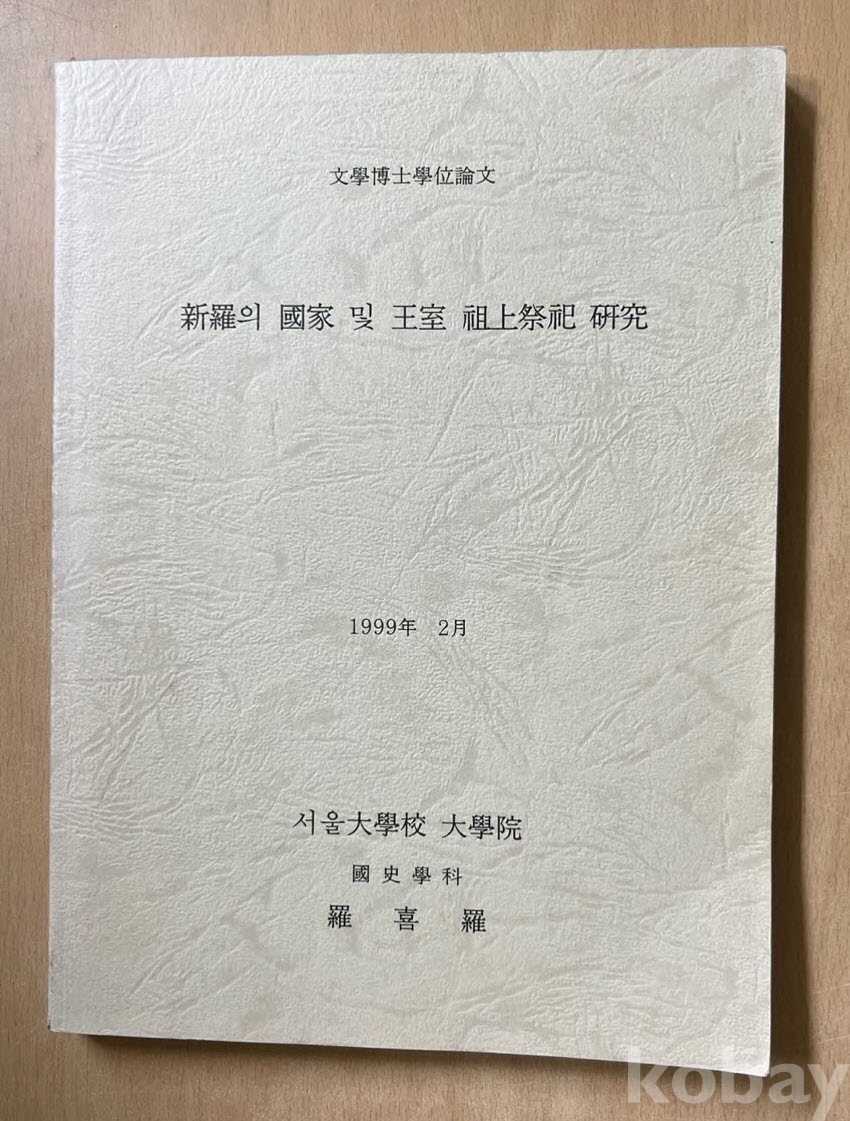 文學博士學位論文
新羅의 國家 및 王室 祖上祭祀 硏究
1999年 2月
서울大學校 大學院
國史學科
羅喜羅
kobay